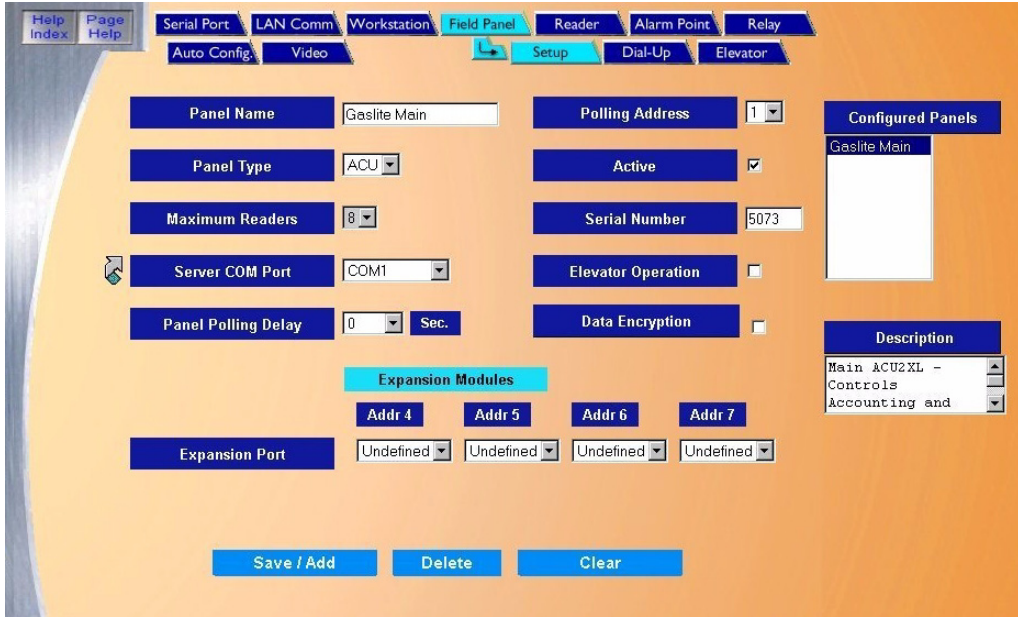 Help Index
Page Help
Serial Port LAN Comm Workstation Field Panel Reader Alarm Point Relay
Auto Config. Video Setup Dial-Up Elevator
Panel Name Gaslite Main Polling Address 1 Configured Panels
Gaslite Main
Panel Type ACU Active
Maximum Readers 8 Serial Number 5073
Server COM Port COM1 Elevator Operation
Panel Polling Delay 0 Sec. Data Encryption
Description
Main ACU2XL -
Controls
Accounting and
Expansion Modules
Addr 4 Addr 5 Addr 6 Addr 7
Expansion Port Undefined Undefined Undefined Undefined
Save / Add Delete Clear